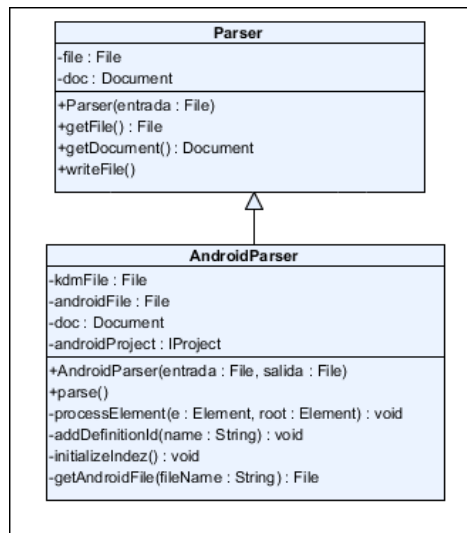 Parser
-file : File
-doc : Document
+Parser(entrada : File)
+getFile() : File
+getDocument() : Document
+writeFile()
AndroidParser
-kdmFile : File
-androidFile : File
-doc : Document
-androidProject : IProject
+AndroidParser(entrada : File, salida : File)
+parse()
-processElement(e : Element, root : Element) : void
-addDefinitionId(name : String) : void
-initializeIndez() : void
-getAndroidFile(fileName : String) : File